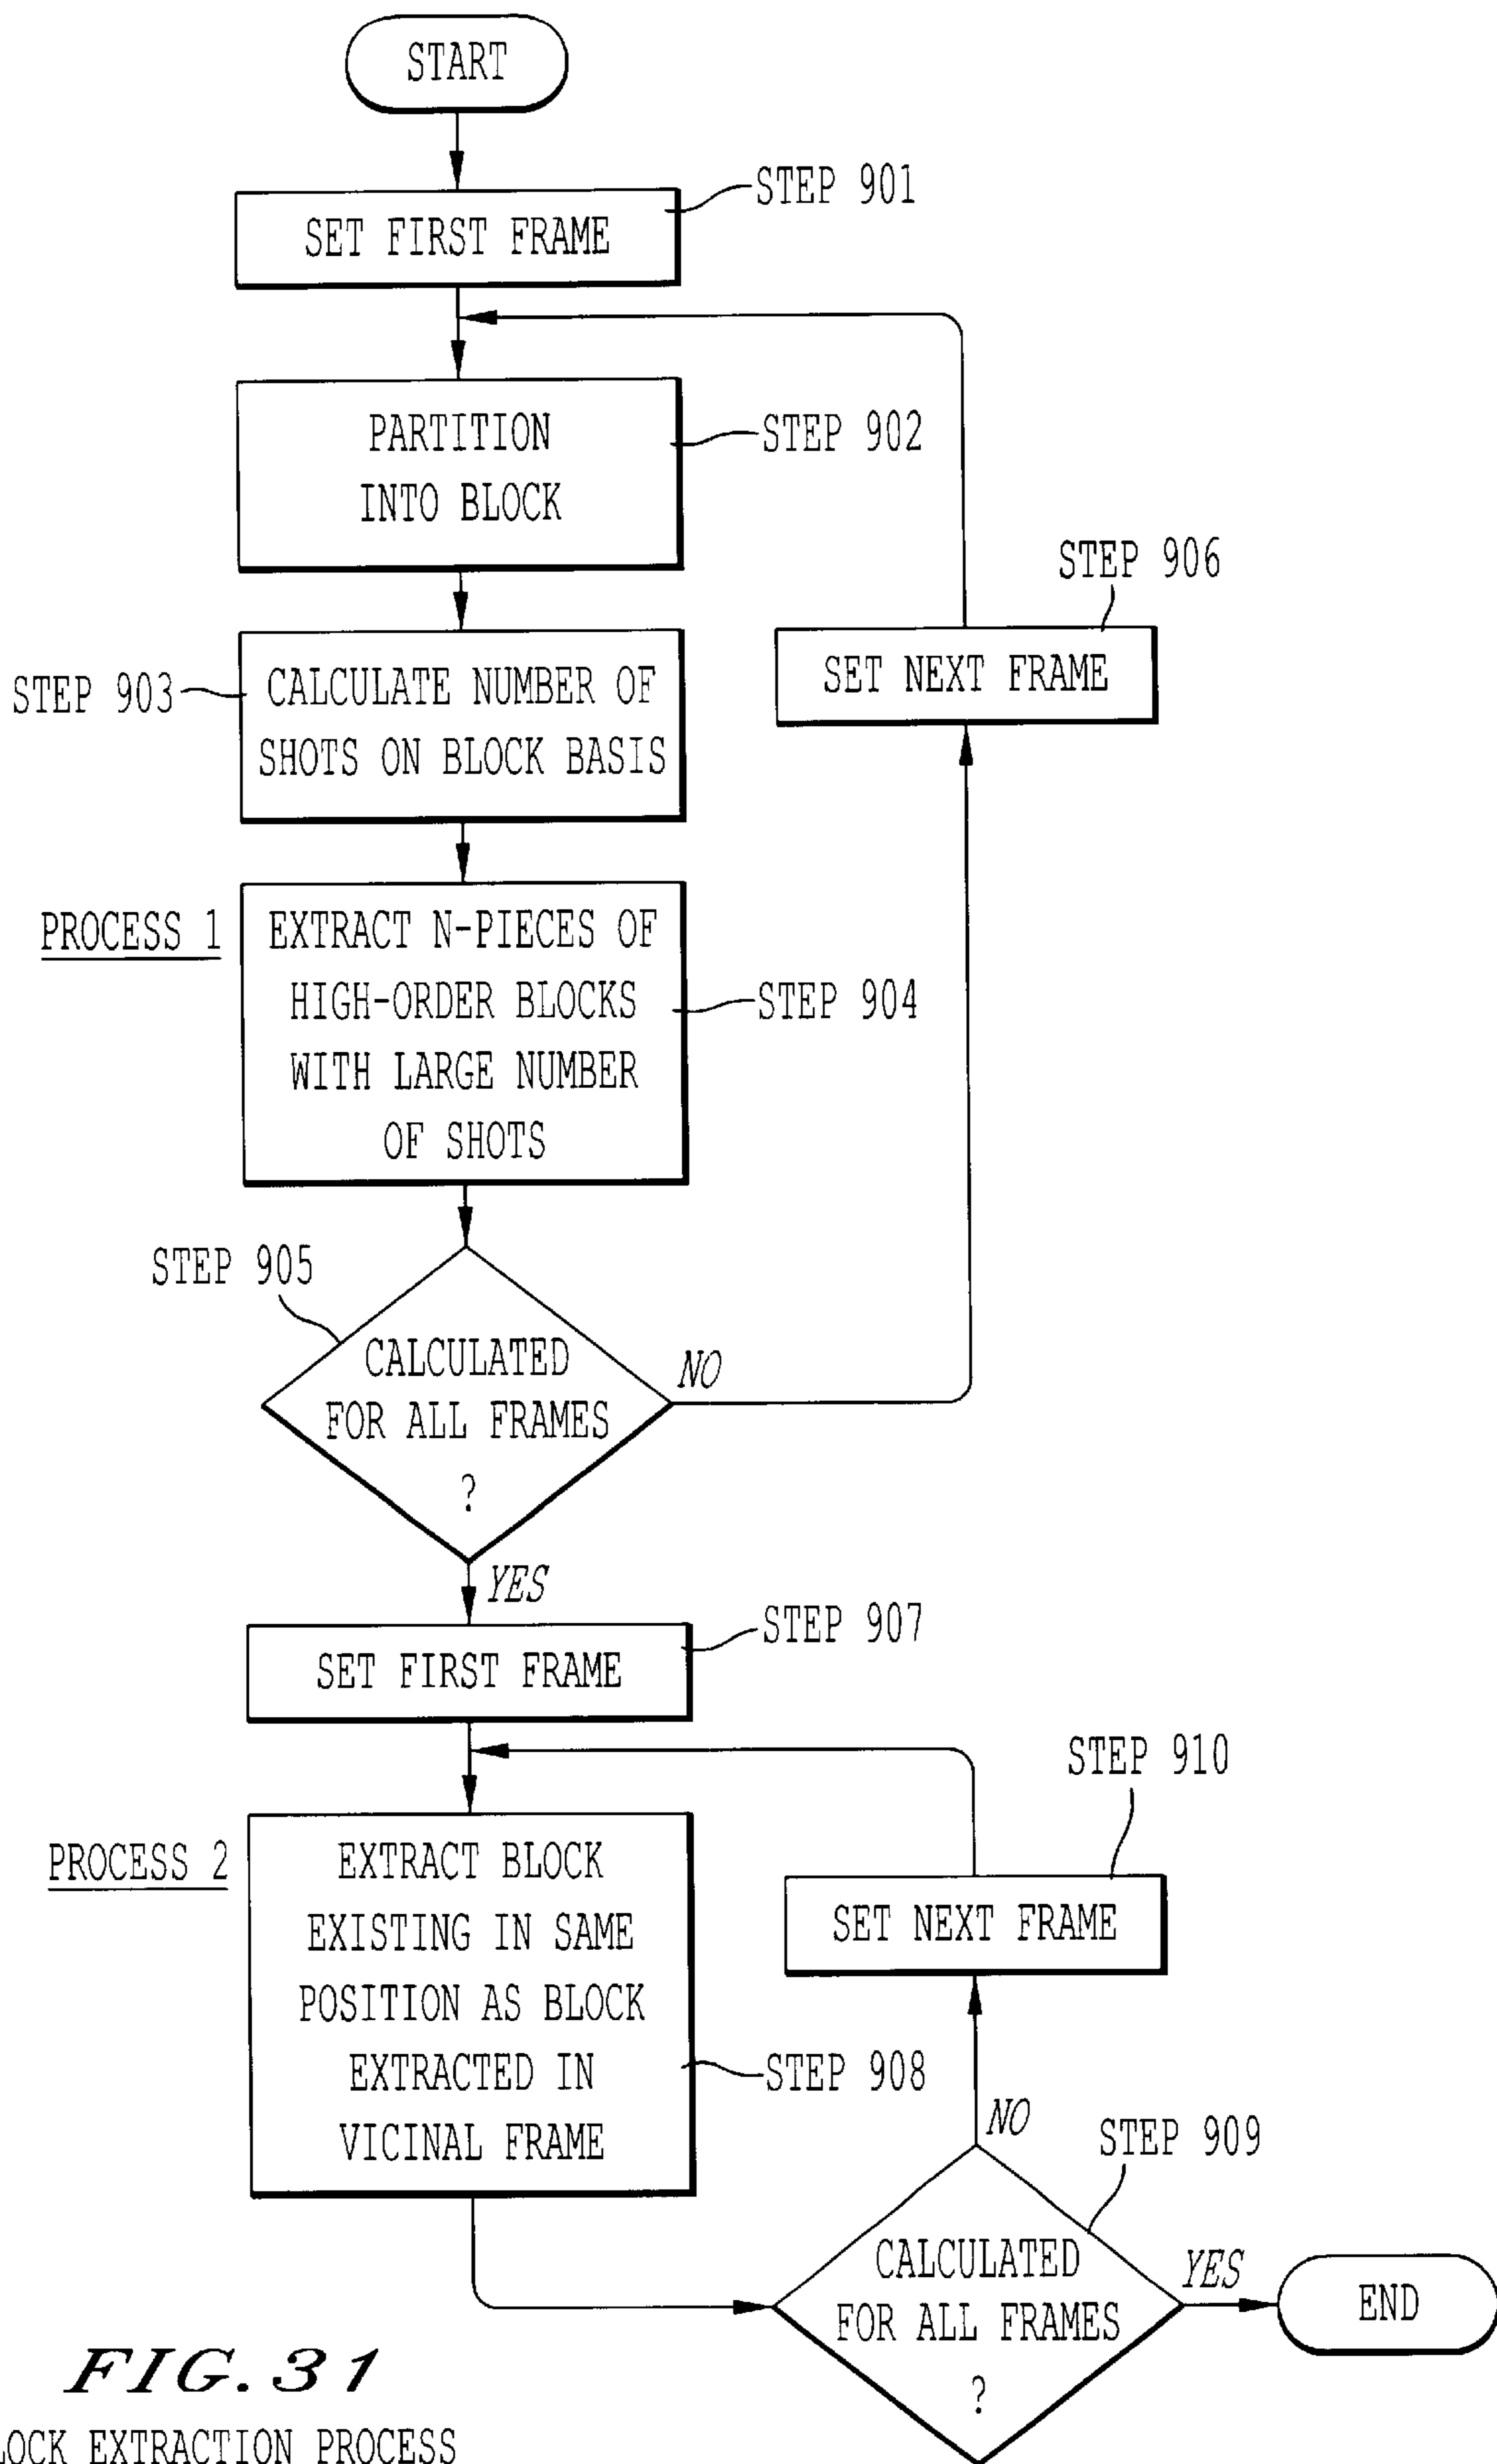 START
STEP 901
SET FIRST FRAME
PARTITION
INTO BLOCK
STEP 902
STEP 903
CALCULATE NUMBER OF
SHOTS ON BLOCK BASIS
STEP 906
SET NEXT FRAME
PROCESS 1
EXTRACT N-PIECES OF
HIGH-ORDER BLOCKS
WITH LARGE NUMBER
OF SHOTS
STEP 904
STEP 905
CALCULATED
FOR ALL FRAMES
?
NO
YES
STEP 907
SET FIRST FRAME
STEP 910
SET NEXT FRAME
PROCESS 2
EXTRACT BLOCK
EXISTING IN SAME
POSITION AS BLOCK
EXTRACTED IN
VICINAL FRAME
STEP 908
NO
STEP 909
CALCULATED
FOR ALL FRAMES
?
YES
END
FIG. 31
LOCK EXTRACTION PROCESS